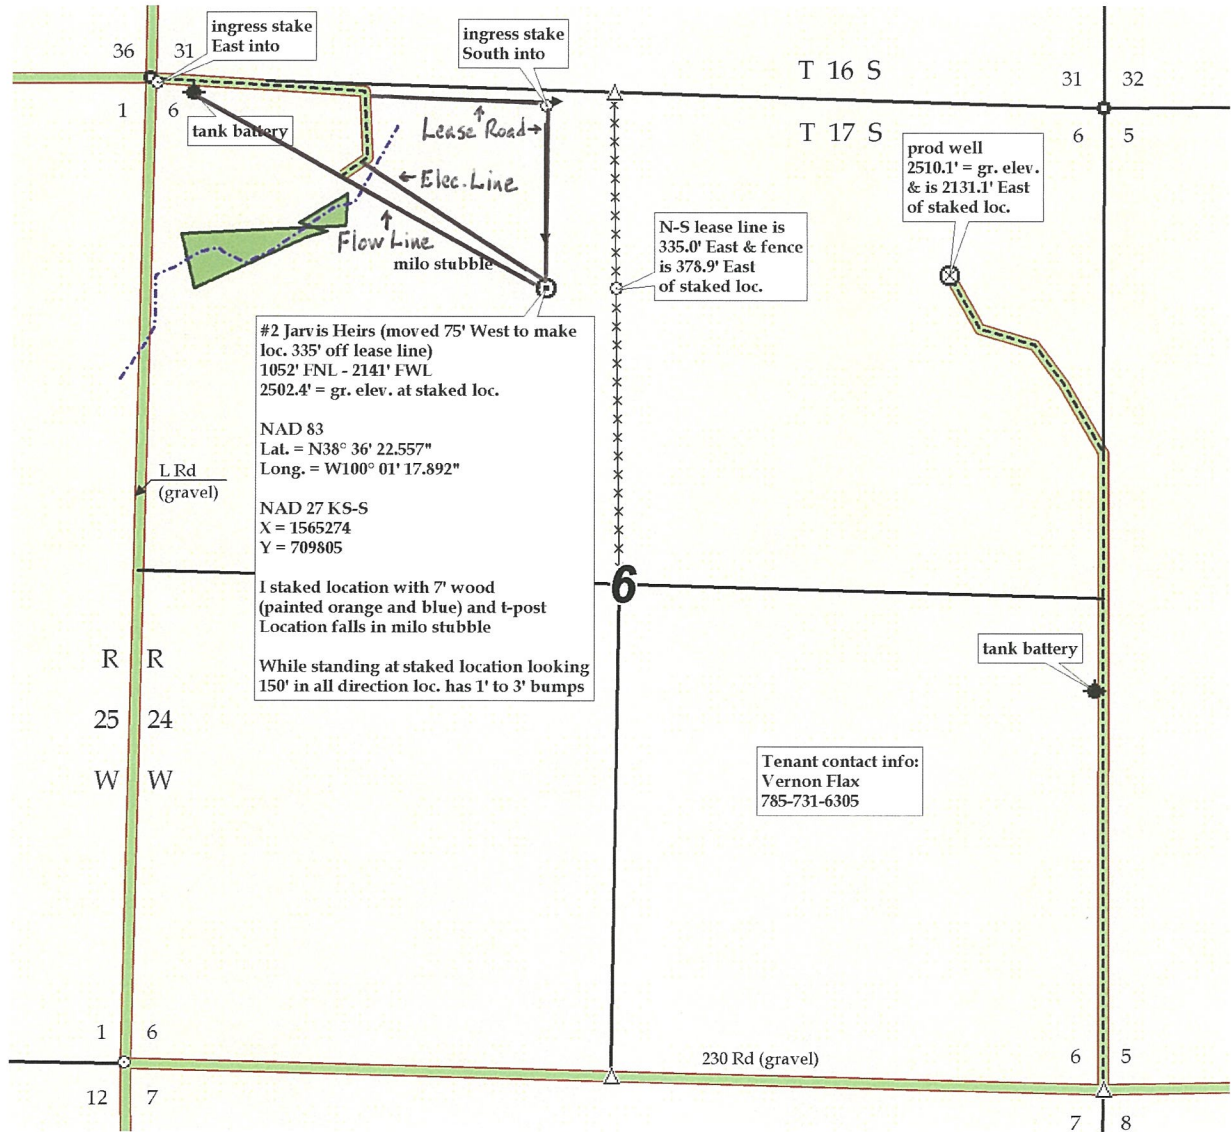 ingress stake
East into
ingress stake
South into
36 31
1 6
T 16 S
31 32
T 17 S
6 5
tank battery
Lease Road
Elec. Line
Flow Line
milo stubble
prod well
2510.1' = gr. elev.
& is 2131.1' East
of staked loc.
N-S lease line is
335.0' East & fence
is 378.9' East
of staked loc.
#2 Jarvis Heirs (moved 75' West to make
loc. 335' off lease line)
1052' FNL - 2141' FWL
2502.4' = gr. elev. at staked loc.
NAD 83
Lat. = N38° 36' 22.557"
Long. = W100° 01' 17.892"
NAD 27 KS-S
X = 1565274
Y = 709805
I staked location with 7' wood
(painted orange and blue) and t-post
Location falls in milo stubble
While standing at staked location looking
150' in all direction loc. has 1' to 3' bumps
L Rd
(gravel)
6
R R
25 24
W W
tank battery
Tenant contact info:
Vernon Flax
785-731-6305
1 6
12 7
230 Rd (gravel)
6 5
7 8